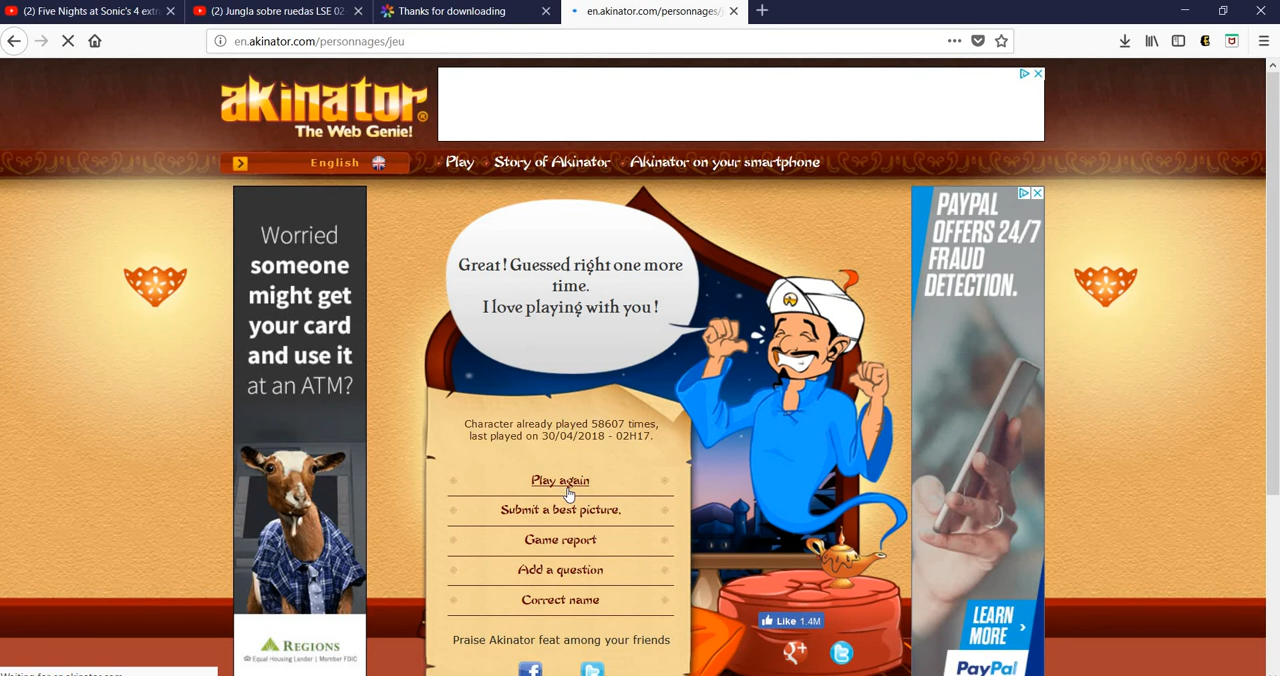 (2) Five Nights at Sonic's 4 extr
(2) Jungla sobre ruedas LSE 02
Thanks for downloading
en.akinator.com/personnages/j
en.akinator.com/personnages/jeu
akinator®
The Web Genie!
English
Play
Story of Akinator
Akinator on your smartphone
Worried
someone
might get
your card
and use it
at an ATM?
REGIONS
Equal Housing Lender | Member FDIC
Great! Guessed right one more
time.
I love playing with you !
Character already played 58607 times,
last played on 30/04/2018 - 02H17.
Play again
Submit a best picture.
Game report
Add a question
Correct name
Praise Akinator feat among your friends
Like 1.4M
PAYPAL
OFFERS 24/7
FRAUD
DETECTION.
LEARN
MORE
PayPal